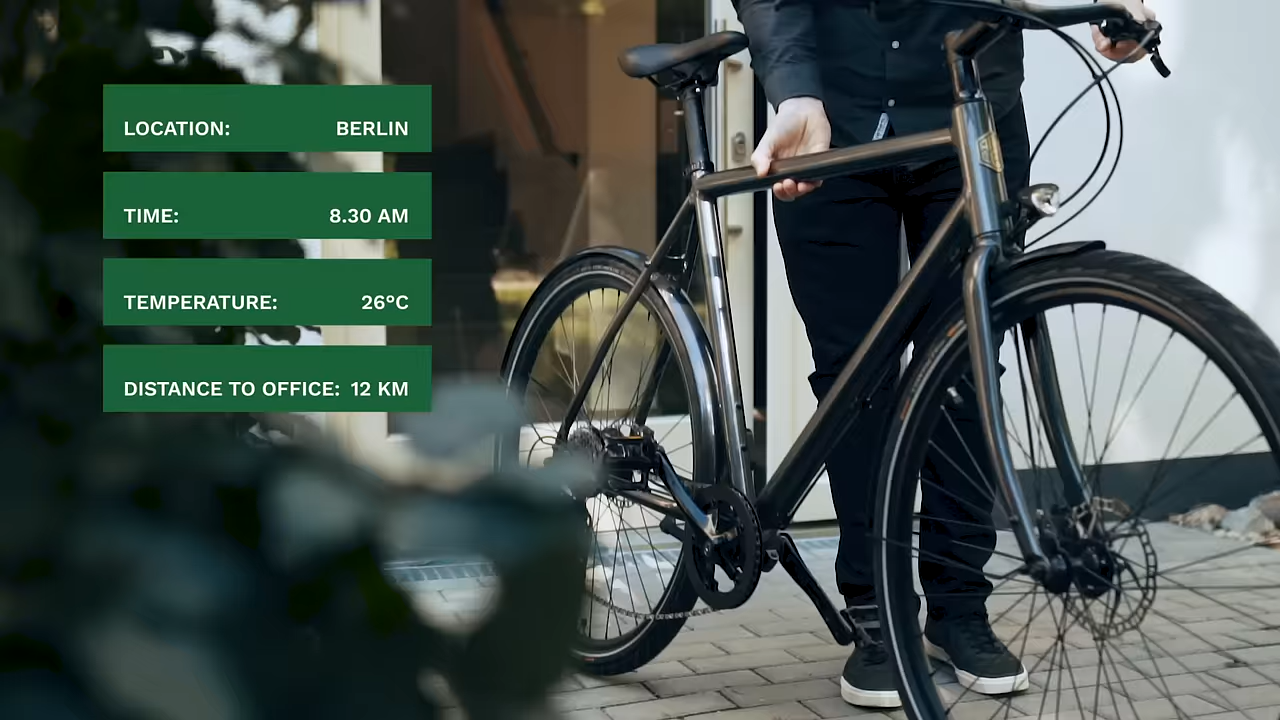 LOCATION: BERLIN
TIME: 8.30 AM
TEMPERATURE: 26°C
DISTANCE TO OFFICE: 12 KM